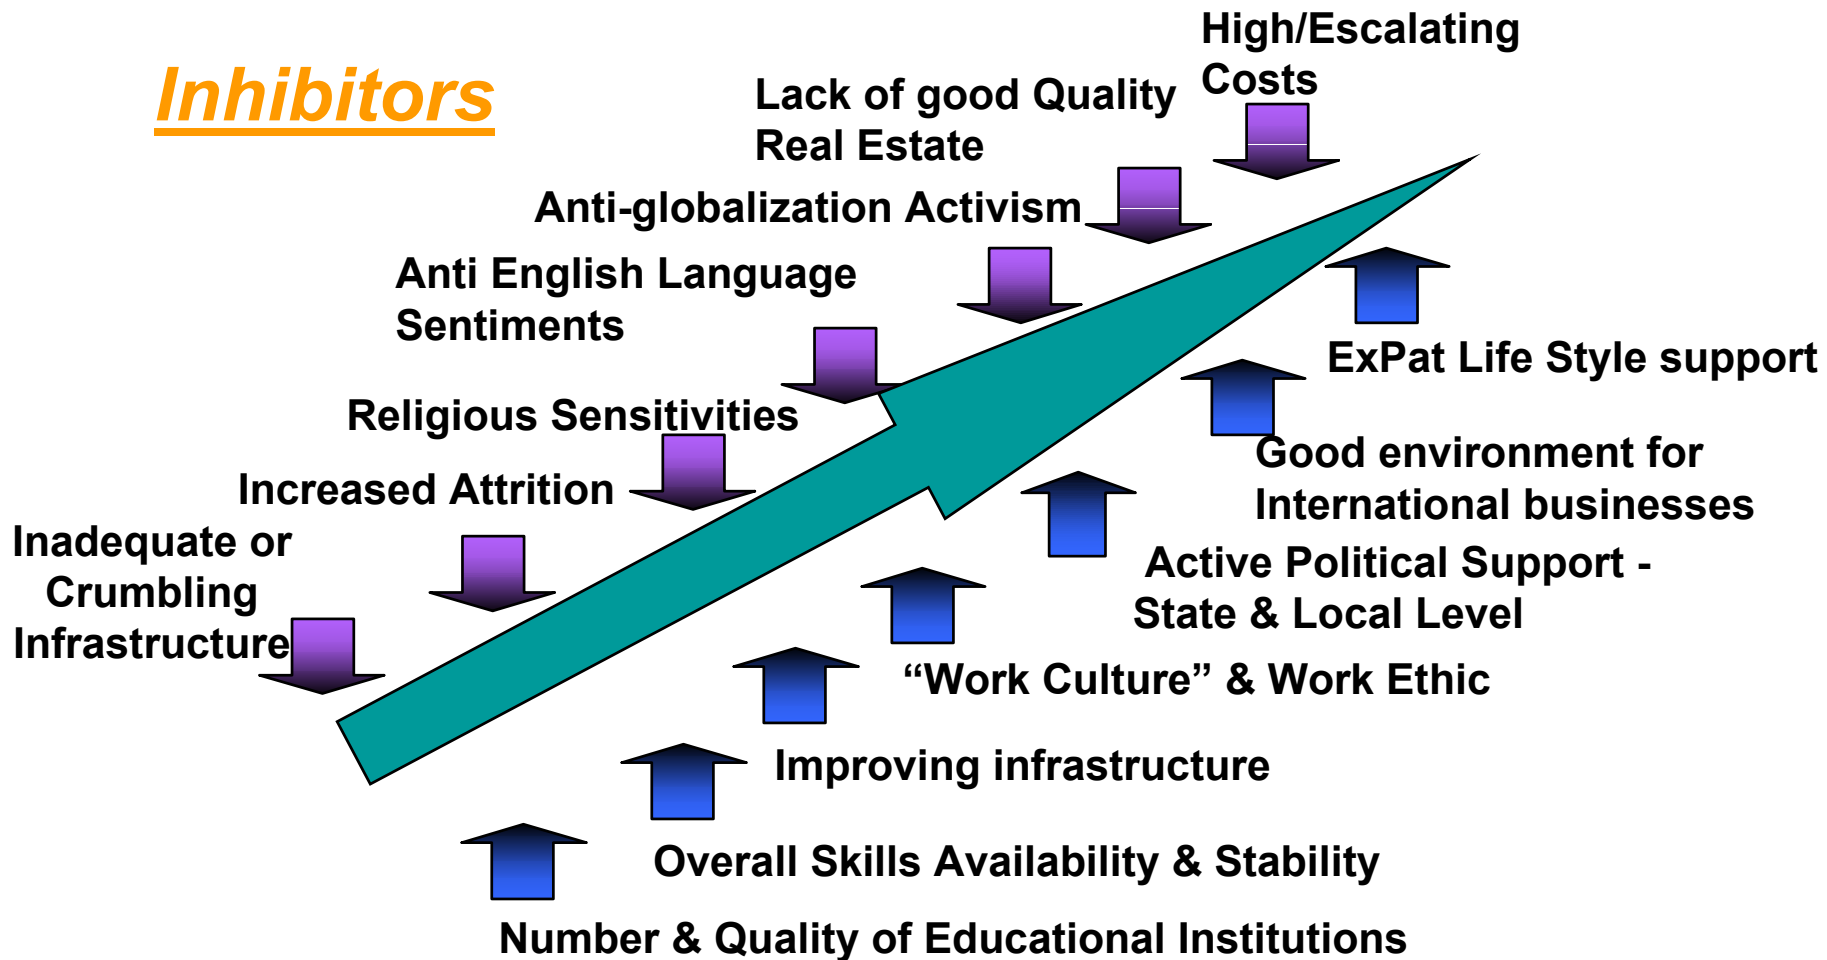 Inhibitors
High/Escalating
Costs
Lack of good Quality
Real Estate
Anti-globalization Activism
Anti English Language
Sentiments
Religious Sensitivities
Increased Attrition
Inadequate or
Crumbling
Infrastructure
ExPat Life Style support
Good environment for
International businesses
Active Political Support -
State & Local Level
“Work Culture” & Work Ethic
Improving infrastructure
Overall Skills Availability & Stability
Number & Quality of Educational Institutions